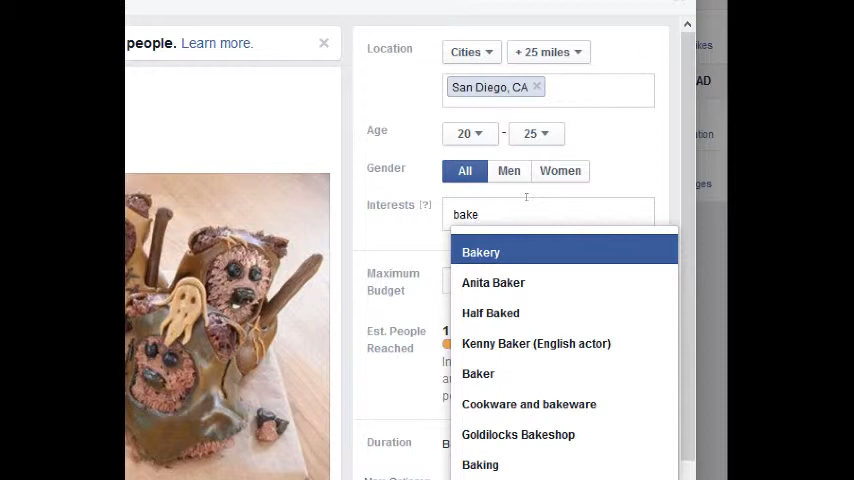 people. Learn more.
Location
Cities
+ 25 miles
San Diego, CA
AD
Age
20 - 25
Gender
All
Men
Women
Interests [?]
bake
Bakery
Anita Baker
Half Baked
Kenny Baker (English actor)
Baker
Cookware and bakeware
Goldilocks Bakeshop
Baking
Maximum
Budget
Est. People
Reached
Duration